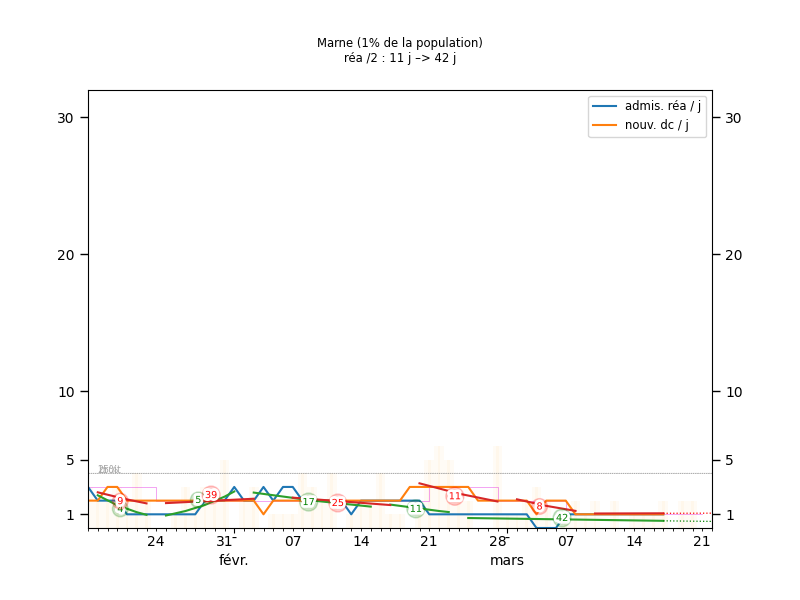 Marne (1% de la population)
réa /2 : 11 j –> 42 j
admis. réa / j
nouv. dc / j
30 30
20 20
10 10
5 5
1 1
9 5 39 17 25 11 11 8 42
24 31 07 14 21 28 07 14 21
févr. mars